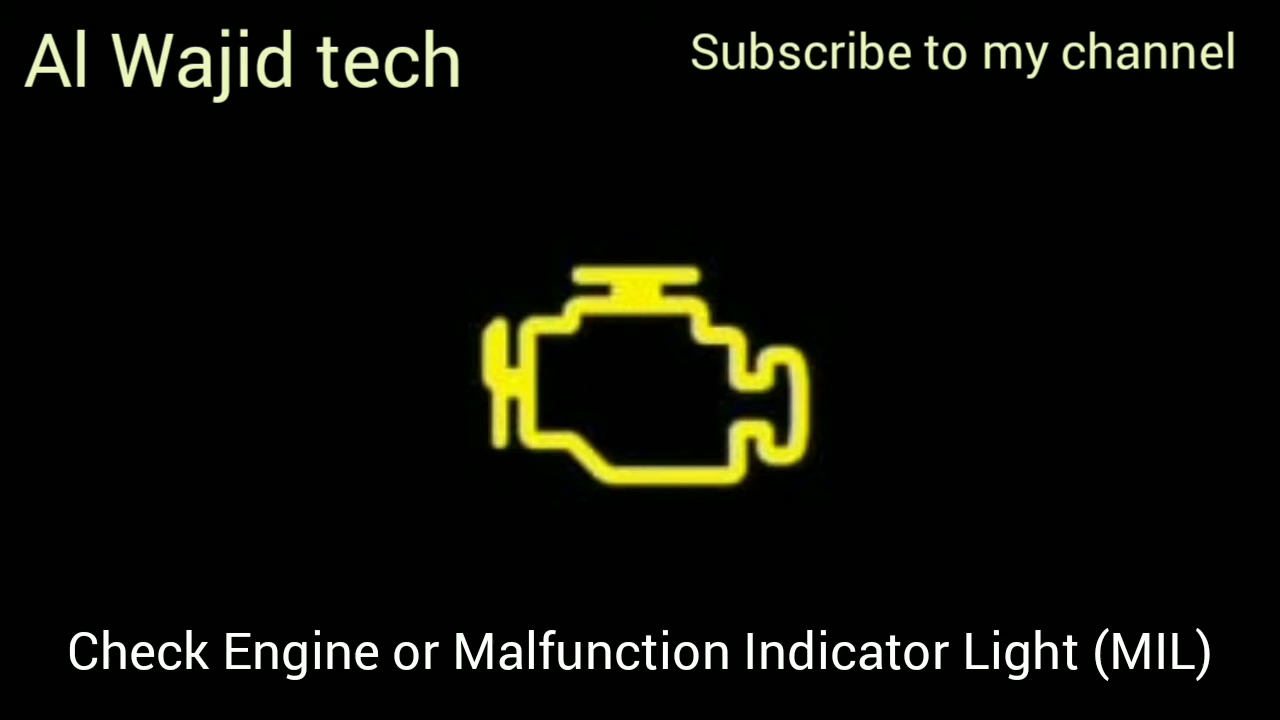 Al Wajid tech
Subscribe to my channel
Check Engine or Malfunction Indicator Light (MIL)